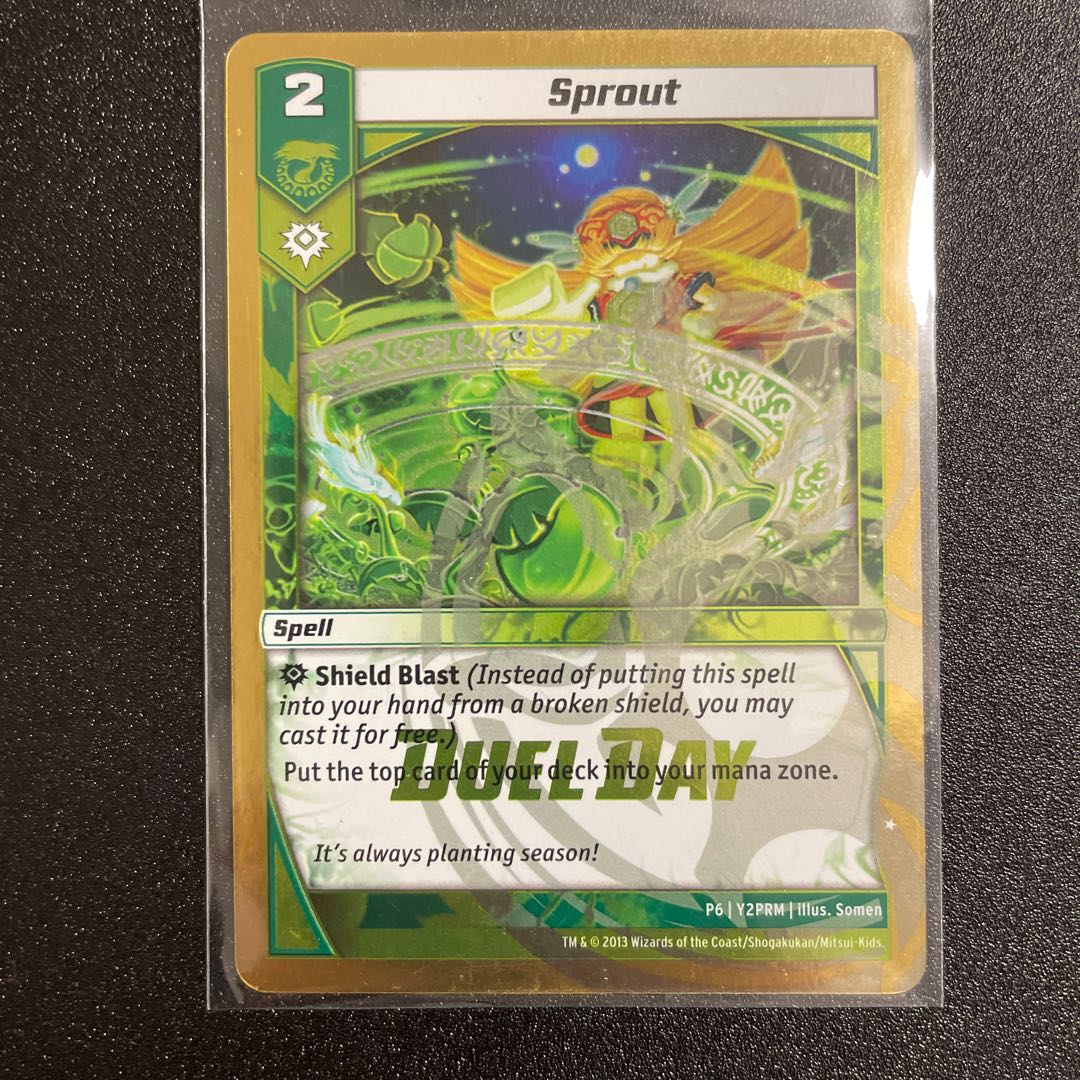 2
Sprout
Spell
Shield Blast (Instead of putting this spell
into your hand from a broken shield, you may
cast it for free.)
Put the top card of your deck into your mana zone.
DUEL DAY
It's always planting season!
P6 | Y2PRM | illus. Somen
TM & © 2013 Wizards of the Coast/Shogakukan/Mitsui-Kids.